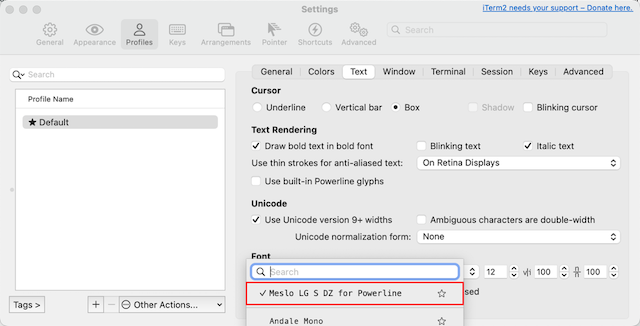 Settings
iTerm2 needs your support – Donate here.
General Appearance Profiles Keys Arrangements Pointer Shortcuts Advanced
Search
Search
General Colors Text Window Terminal Session Keys Advanced
Profile Name
★ Default
Cursor
Underline Vertical bar Box Shadow Blinking cursor
Text Rendering
Draw bold text in bold font Blinking text Italic text
Use thin strokes for anti-aliased text: On Retina Displays
Use built-in Powerline glyphs
Unicode
Use Unicode version 9+ widths Ambiguous characters are double-width
Unicode normalization form: None
Font
Search
12 100 100
Meslo LG S DZ for Powerline
Andale Mono
Tags > + − Other Actions...